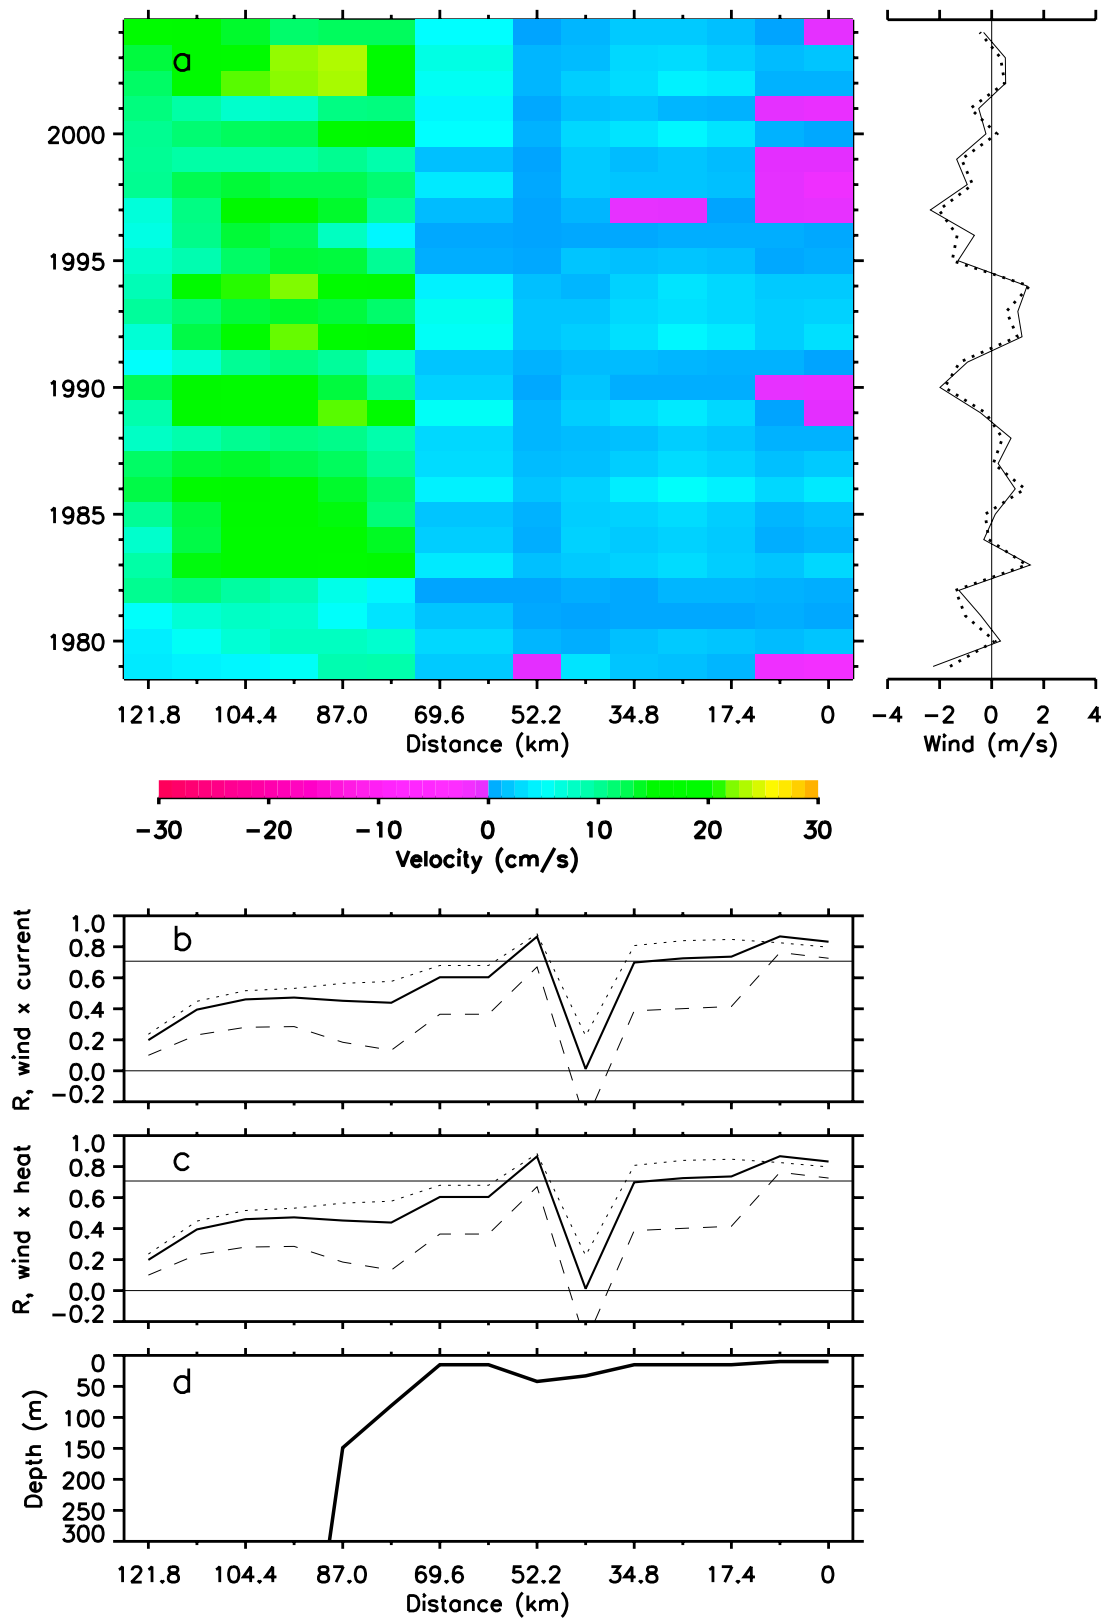 a
2000
1995
1990
1985
1980
121.8 104.4 87.0 69.6 52.2 34.8 17.4 0
Distance (km)
−4 −2 0 2 4
Wind (m/s)
−30 −20 −10 0 10 20 30
Velocity (cm/s)
b
R, wind x current
1.0
0.8
0.6
0.4
0.2
0.0
−0.2
c
R, wind x heat
1.0
0.8
0.6
0.4
0.2
0.0
−0.2
d
Depth (m)
0
50
100
150
200
250
300
121.8 104.4 87.0 69.6 52.2 34.8 17.4 0
Distance (km)